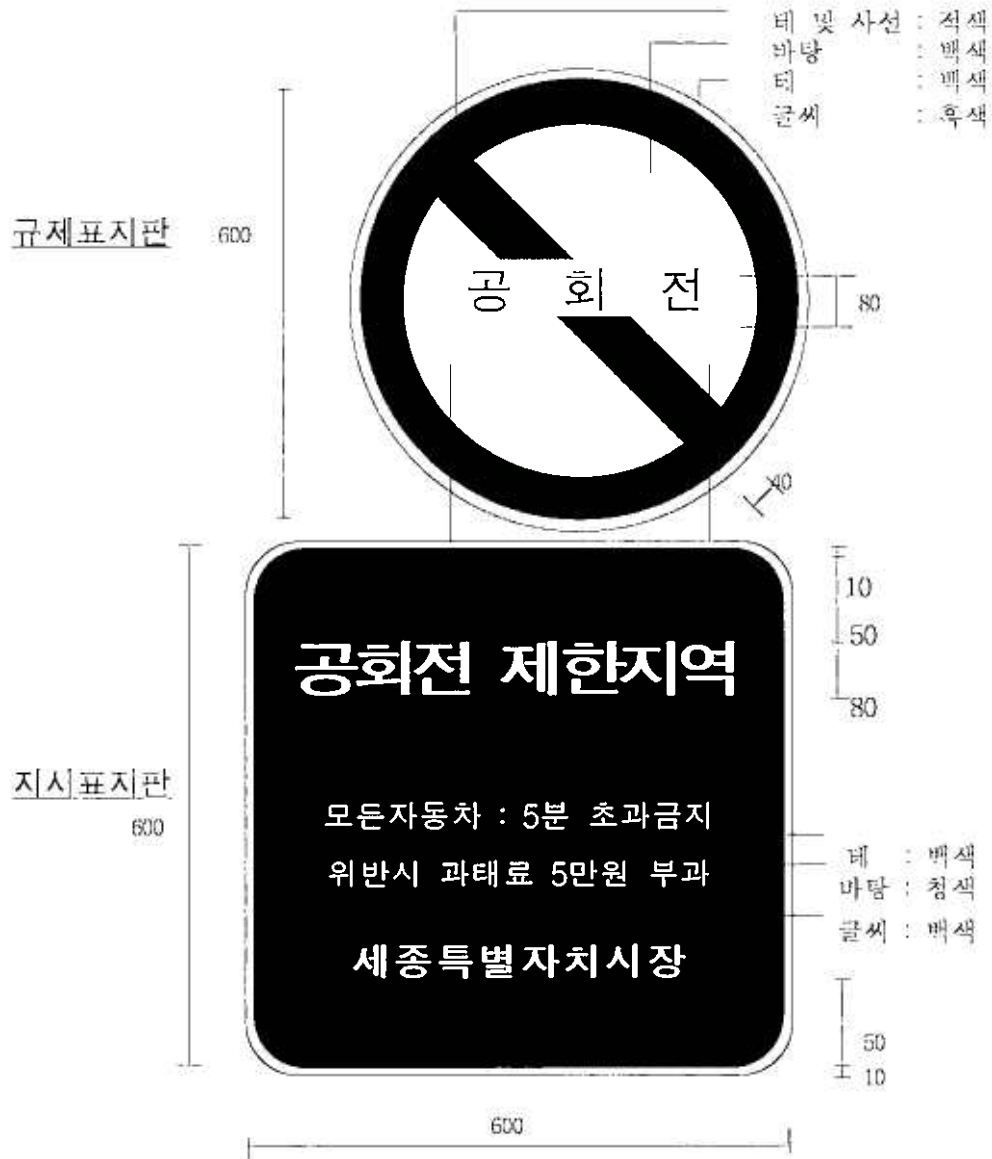 테 및 사선 : 적색
바탕 : 백색
테 : 백색
글씨 : 흑색
규제표지판
600
공 회 전
80
40
10
50
공회전 제한지역
80
지시표지판
600
모든자동차 : 5분 초과금지
위반시 과태료 5만원 부과
테 : 백색
바탕 : 청색
글씨 : 백색
세종특별자치시장
50
10
600